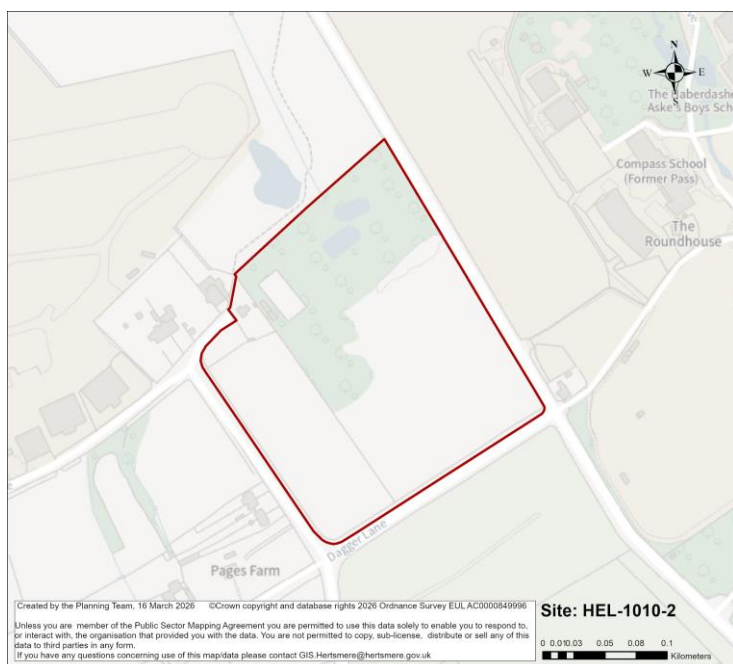 N
W E
S
The Haberdashe
Aske's Boys Sch
Compass School
(Former Pass)
The
Roundhouse
Dagger Lane
Pages Farm
Created by the Planning Team, 16 March 2026 ©Crown copyright and database rights 2026 Ordnance Survey EUL AC0000849996
Unless you are member of the Public Sector Mapping Agreement you are permitted to use this data solely to enable you to respond to,
or interact with, the organisation that provided you with the data. You are not permitted to copy, sub-license, distribute or sell any of this
data to third parties in any form.
If you have any questions concerning use of this map/data please contact GIS.Hertsmere@hertsmere.gov.uk
Site: HEL-1010-2
0 0.01 0.03 0.05 0.08 0.1
Kilometers